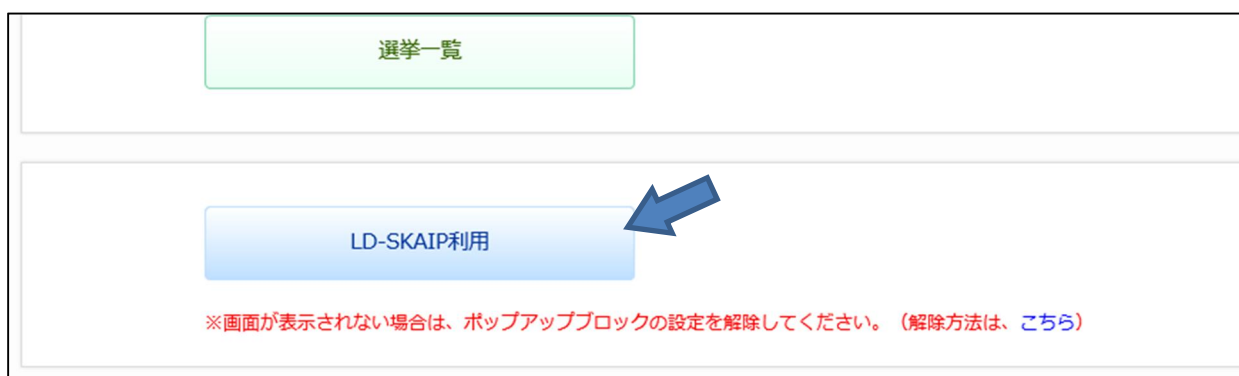 選挙一覧
LD-SKAIP利用
※画面が表示されない場合は、ポップアップブロックの設定を解除してください。（解除方法は、こちら）